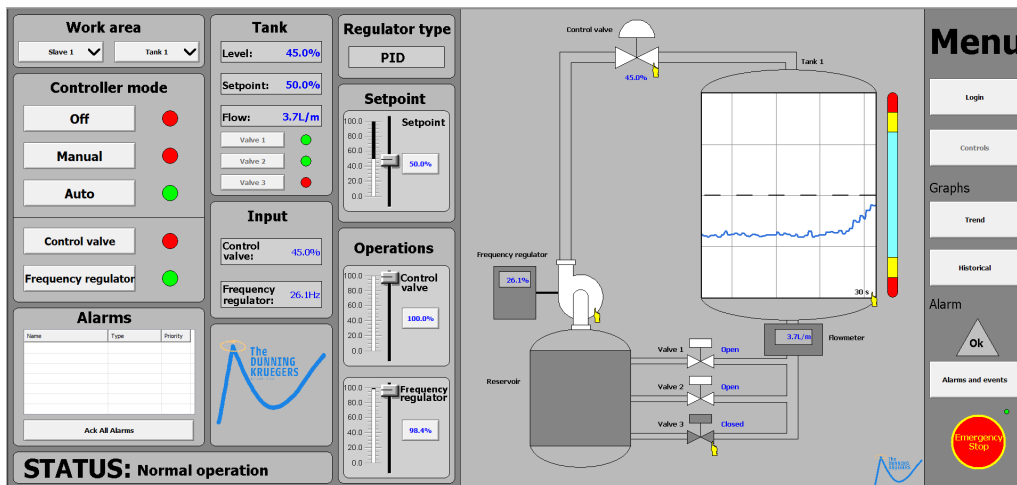 Work area
Slave 1
Tank 1
Controller mode
Off
Manual
Auto
Control valve
Frequency regulator
Alarms
Name
Type
Priority
Ack All Alarms
STATUS: Normal operation
Tank
Level: 45.0%
Setpoint: 50.0%
Flow: 3.7L/m
Valve 1
Valve 2
Valve 3
Input
Control
valve: 45.0%
Frequency
regulator: 26.1Hz
The
DUNNING
KRUEGERS
Regulator type
PID
Setpoint
Setpoint
100.0
80.0
60.0
40.0
20.0
0.0
50.0%
Operations
Control
valve
100.0
80.0
60.0
40.0
20.0
0.0
100.0%
Frequency
regulator
100.0
80.0
60.0
40.0
20.0
0.0
98.4%
Control valve
45.0%
Tank 1
30 s
Frequency regulator
26.1%
3.7L/m
Flowmeter
Reservoir
Valve 1
Open
Valve 2
Open
Valve 3
Closed
The
DUNNING
KRUEGERS
Menu
Login
Controls
Graphs
Trend
Historical
Alarm
Ok
Alarms and events
Emergency
Stop